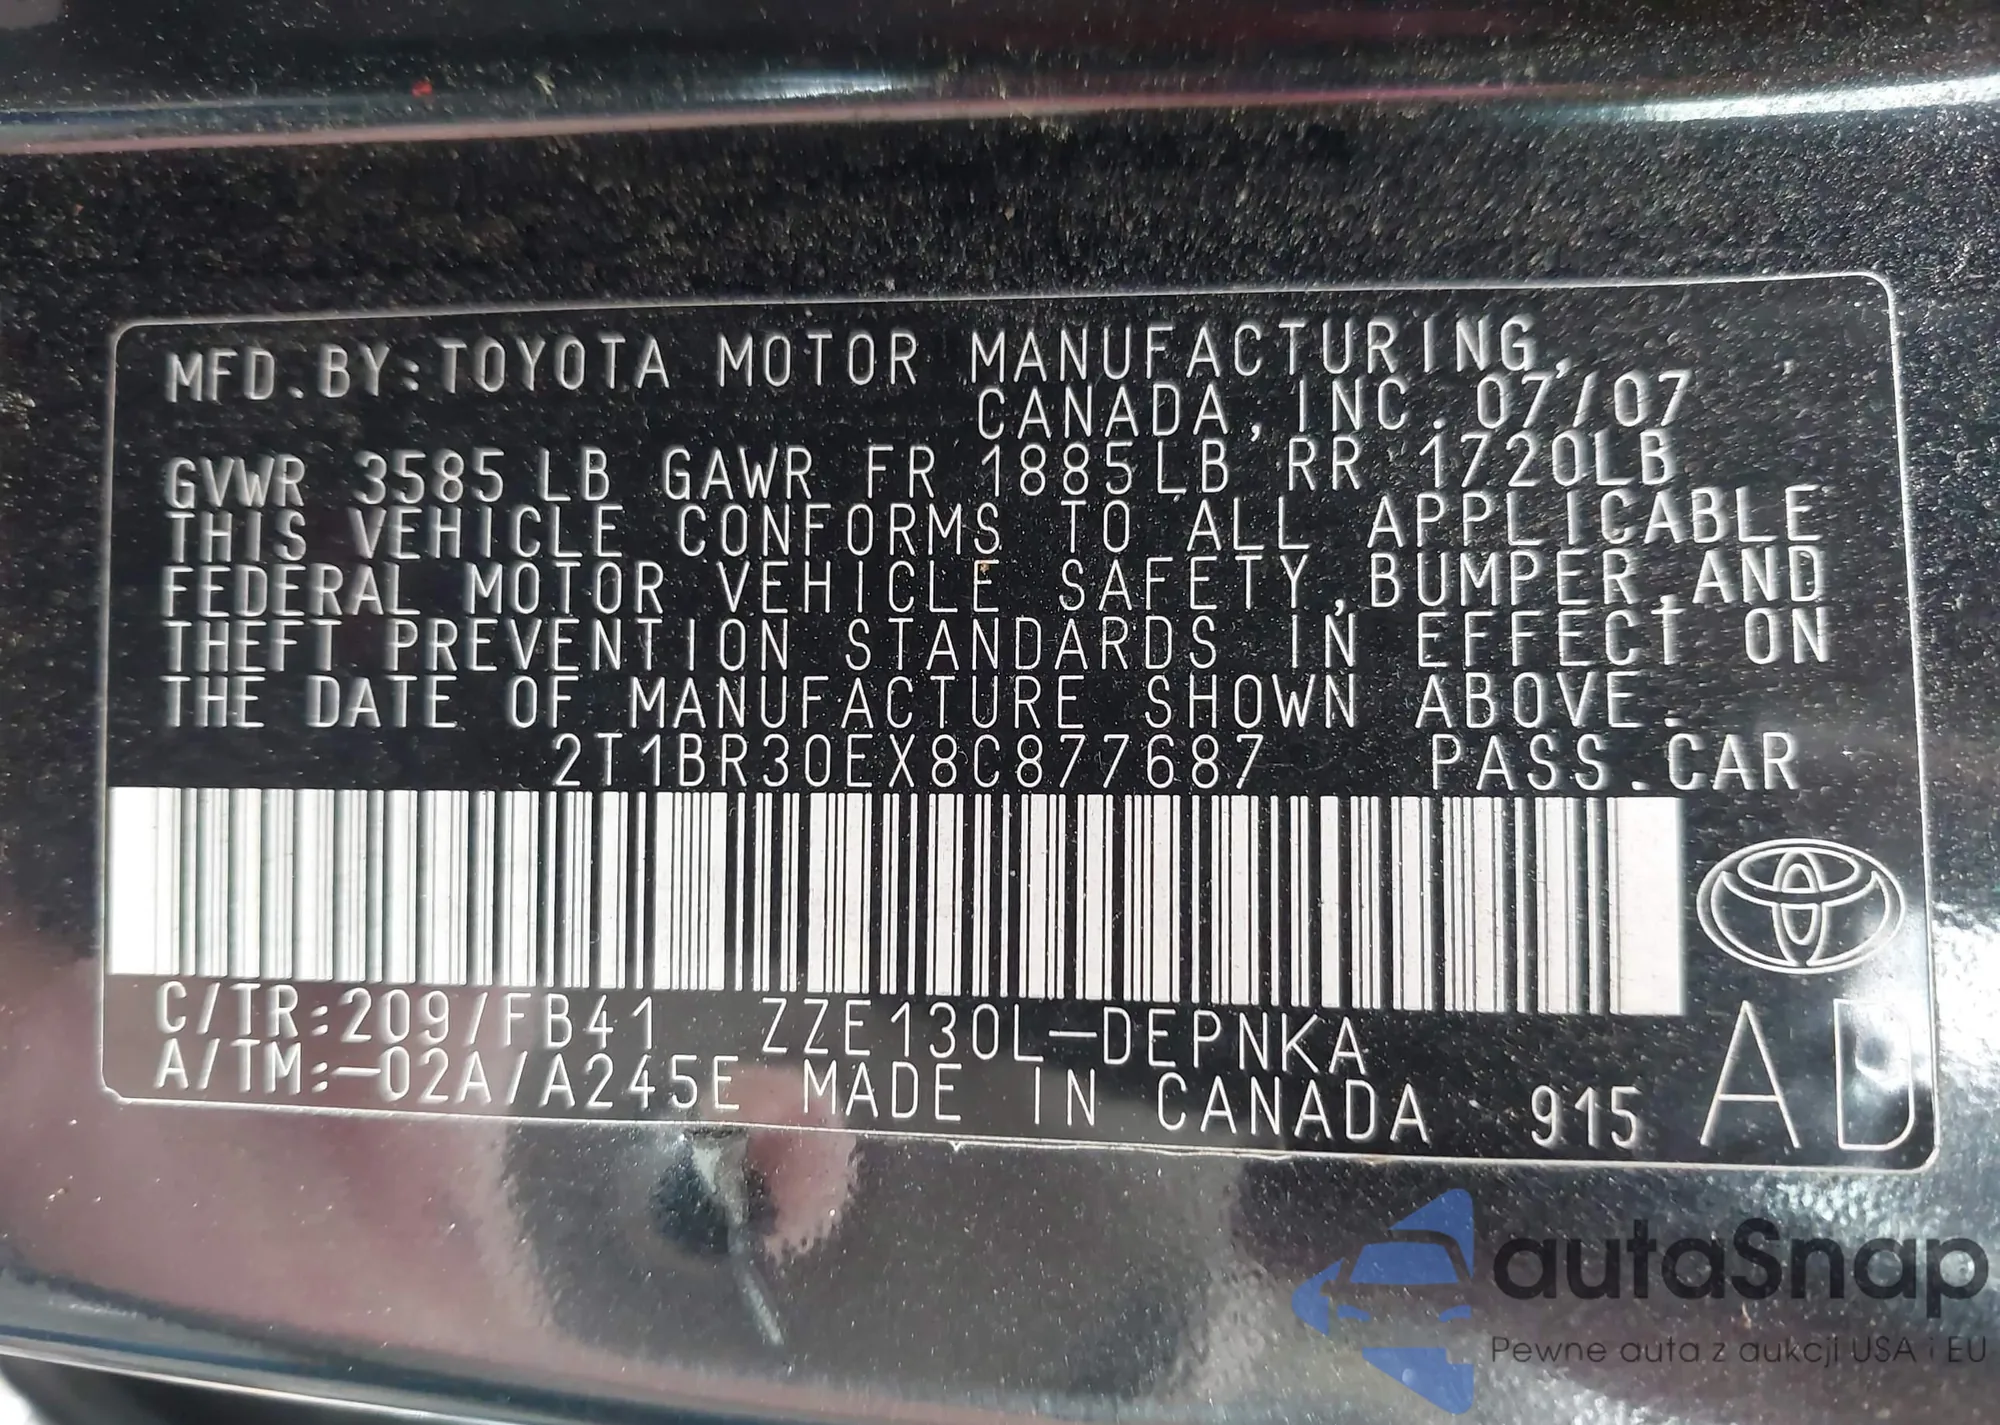 MFD.BY:TOYOTA MOTOR MANUFACTURING,
CANADA,INC. 07/07
GVWR 3585LB GAWR FR 1885LB RR 1720LB
THIS VEHICLE CONFORMS TO ALL APPLICABLE
FEDERAL MOTOR VEHICLE SAFETY,BUMPER,AND
THEFT PREVENTION STANDARDS IN EFFECT ON
THE DATE OF MANUFACTURE SHOWN ABOVE.
2T1BR30EX8C877687 PASS.CAR
C/TR:209/FB41 ZZE130L-DEPNKA
A/TM:-02A/A245E MADE IN CANADA 915 AD
autaSnap
Pewne auta z aukcji USA i EU